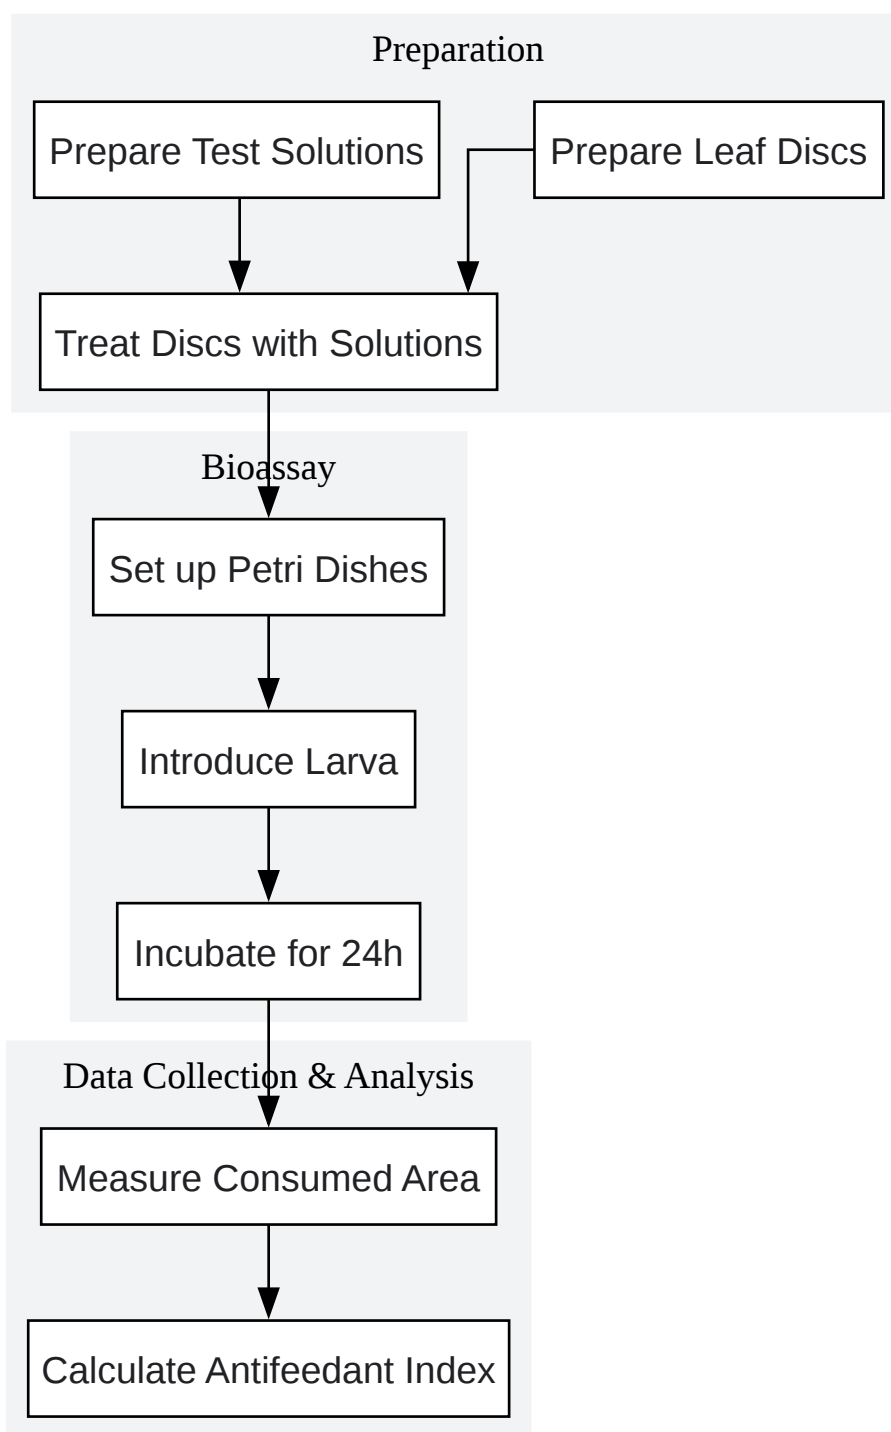 Preparation
Prepare Test Solutions
Prepare Leaf Discs
Treat Discs with Solutions
Bioassay
Set up Petri Dishes
Introduce Larva
Incubate for 24h
Data Collection & Analysis
Measure Consumed Area
Calculate Antifeedant Index